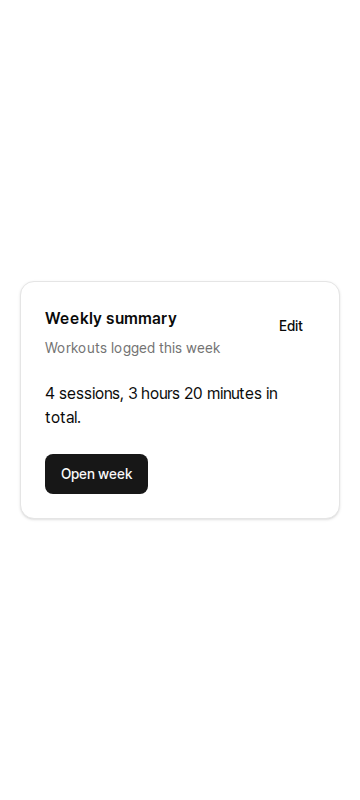 Weekly summary
Edit
Workouts logged this week
4 sessions, 3 hours 20 minutes in
total.
Open week